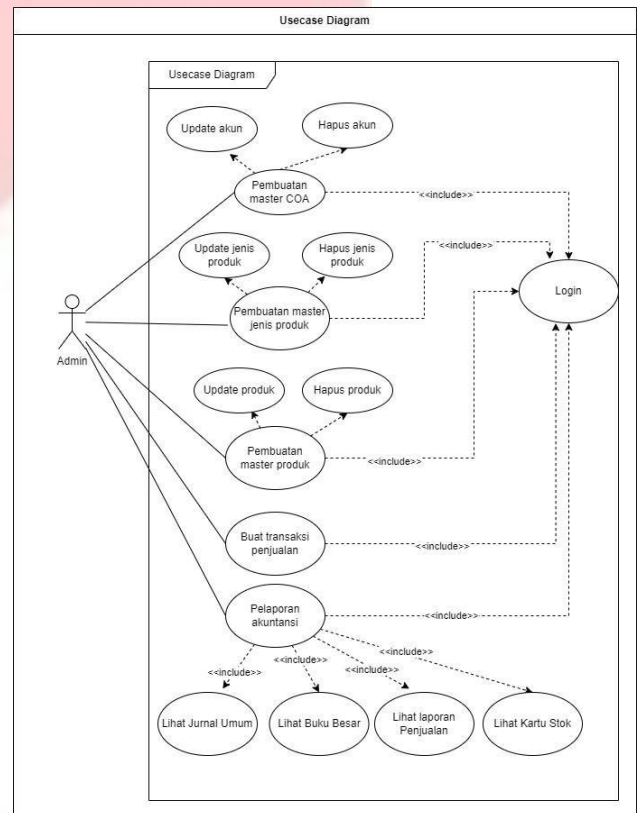 Usecase Diagram
Usecase Diagram
Update akun
Hapus akun
Pembuatan
master COA
<<include>>
Update jenis
produk
Hapus jenis
produk
<<include>>
Pembuatan master
jenis produk
Login
Admin
Update produk
Hapus produk
Pembuatan
master produk
<<include>>
Buat transaksi
penjualan
<<include>>
Pelaporan
akuntansi
<<include>>
<<include>>
<<include>>
<<include>>
<<include>>
Lihat Jurnal Umum
Lihat Buku Besar
Lihat laporan
Penjualan
Lihat Kartu Stok